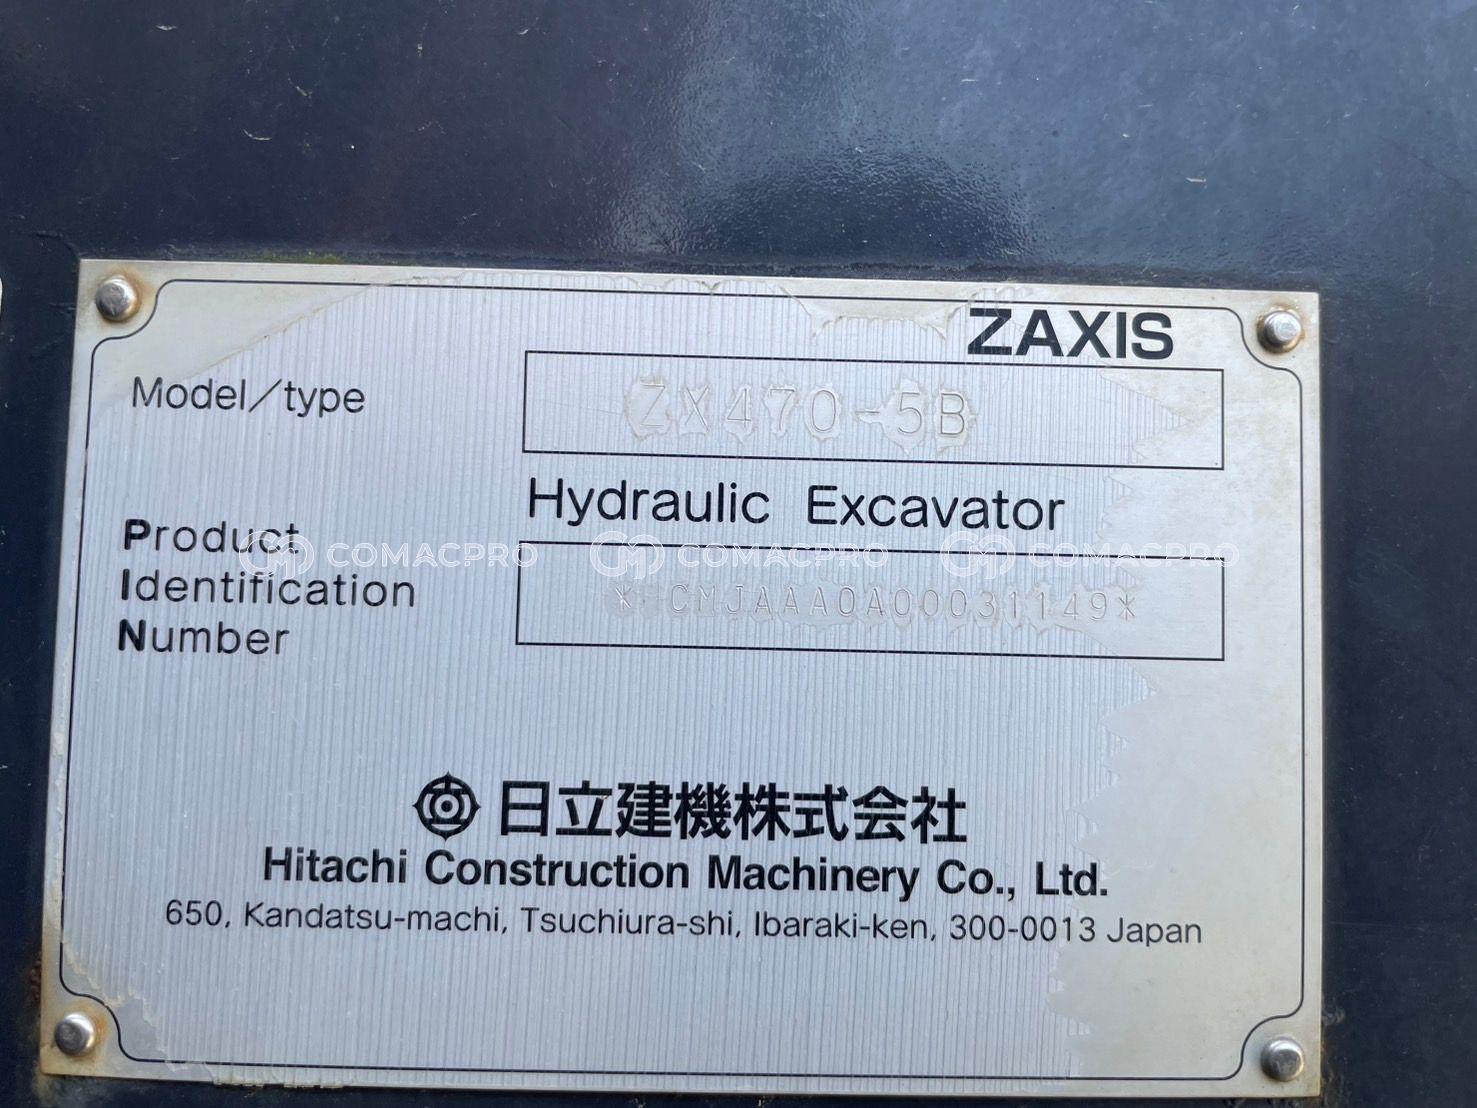 ZAXIS
Model/type
ZX470-5B
Hydraulic Excavator
Product
Identification
Number
COMACPRO COMACPRO COMACPRO
*HCMJAAA0A00031149*
日立建機株式会社
Hitachi Construction Machinery Co., Ltd.
650, Kandatsu-machi, Tsuchiura-shi, Ibaraki-ken, 300-0013 Japan